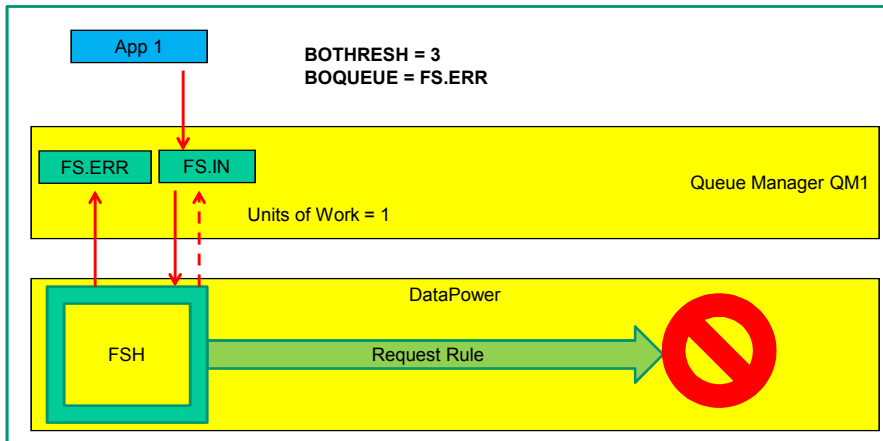 App 1
BOTHRESH = 3
BOQUEUE = FS.ERR
FS.ERR
FS.IN
Queue Manager QM1
Units of Work = 1
DataPower
FSH
Request Rule